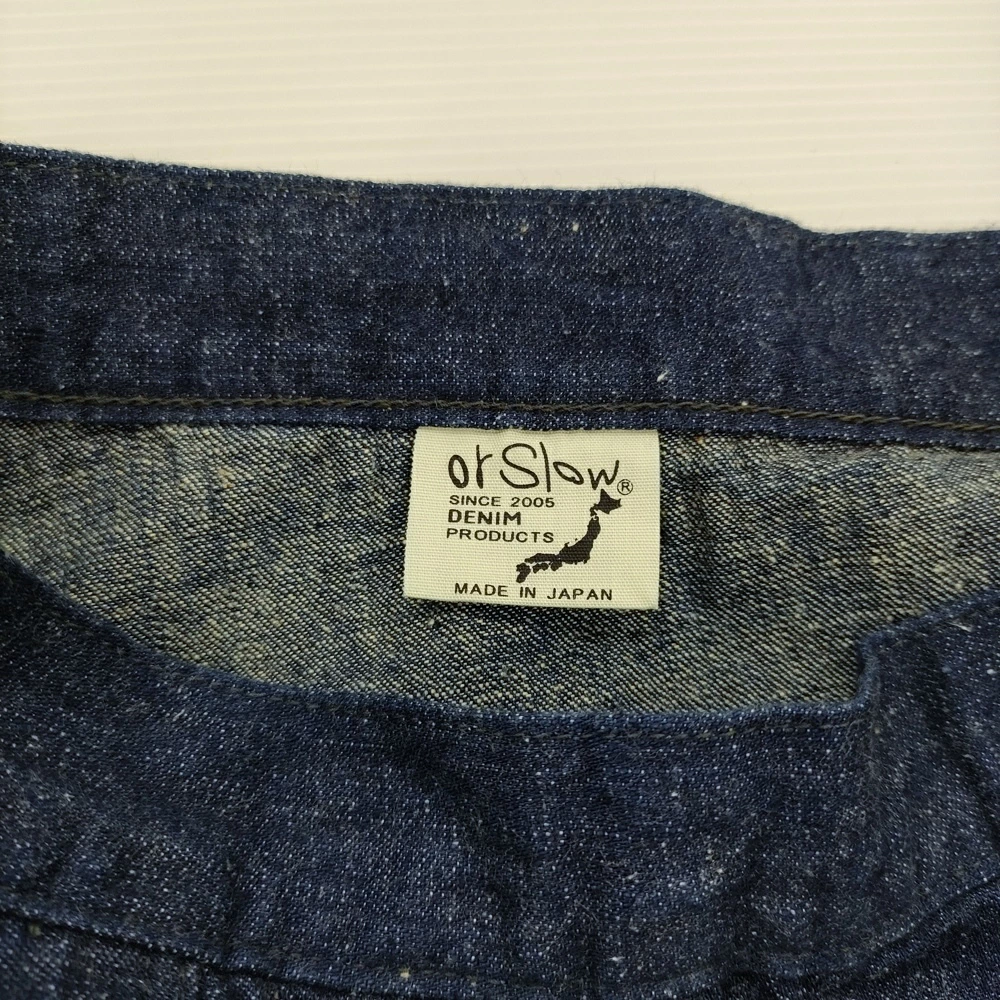 orSlow®
SINCE 2005
DENIM
PRODUCTS
MADE IN JAPAN